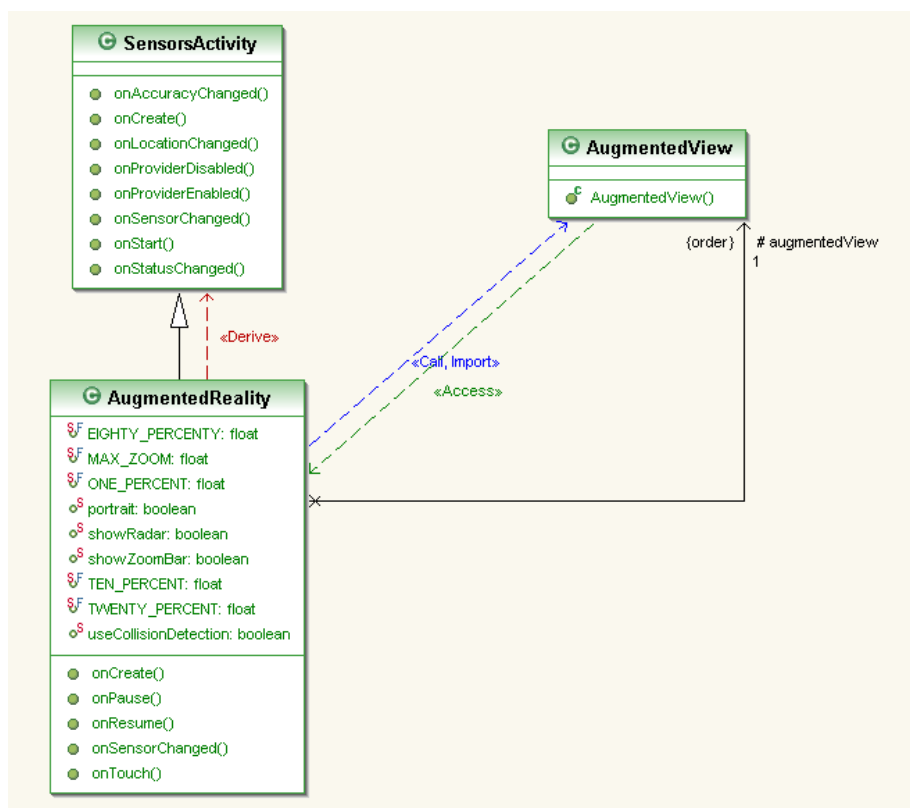 SensorsActivity
onAccuracyChanged()
onCreate()
onLocationChanged()
onProviderDisabled()
onProviderEnabled()
onSensorChanged()
onStart()
onStatusChanged()
AugmentedView
AugmentedView()
{order} # augmentedView
1
«Derive»
«Call, Import»
«Access»
AugmentedReality
EIGHTY_PERCENTY: float
MAX_ZOOM: float
ONE_PERCENT: float
portrait: boolean
showRadar: boolean
showZoomBar: boolean
TEN_PERCENT: float
TWENTY_PERCENT: float
useCollisionDetection: boolean
onCreate()
onPause()
onResume()
onSensorChanged()
onTouch()